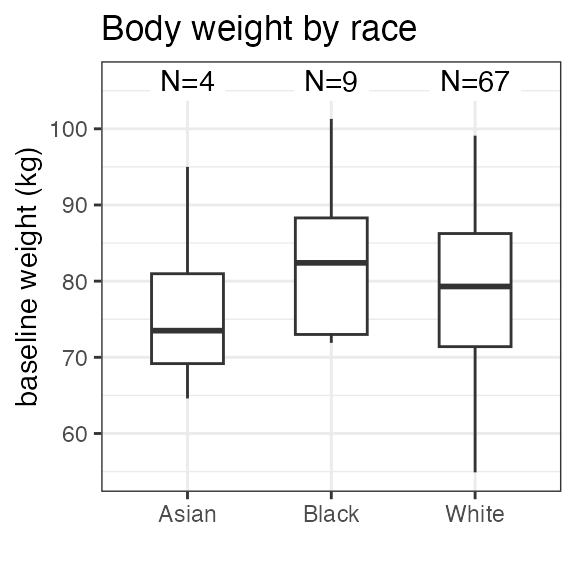 Body weight by race
N=4 N=9 N=67
baseline weight (kg)
100
90
80
70
60
Asian Black White